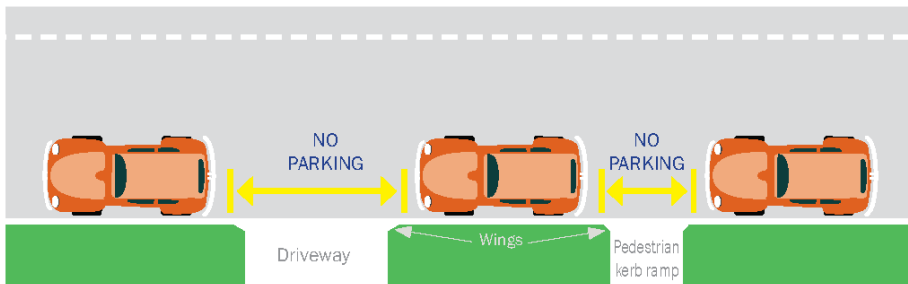 NO
PARKING
NO
PARKING
Driveway
Wings
Pedestrian
kerb ramp